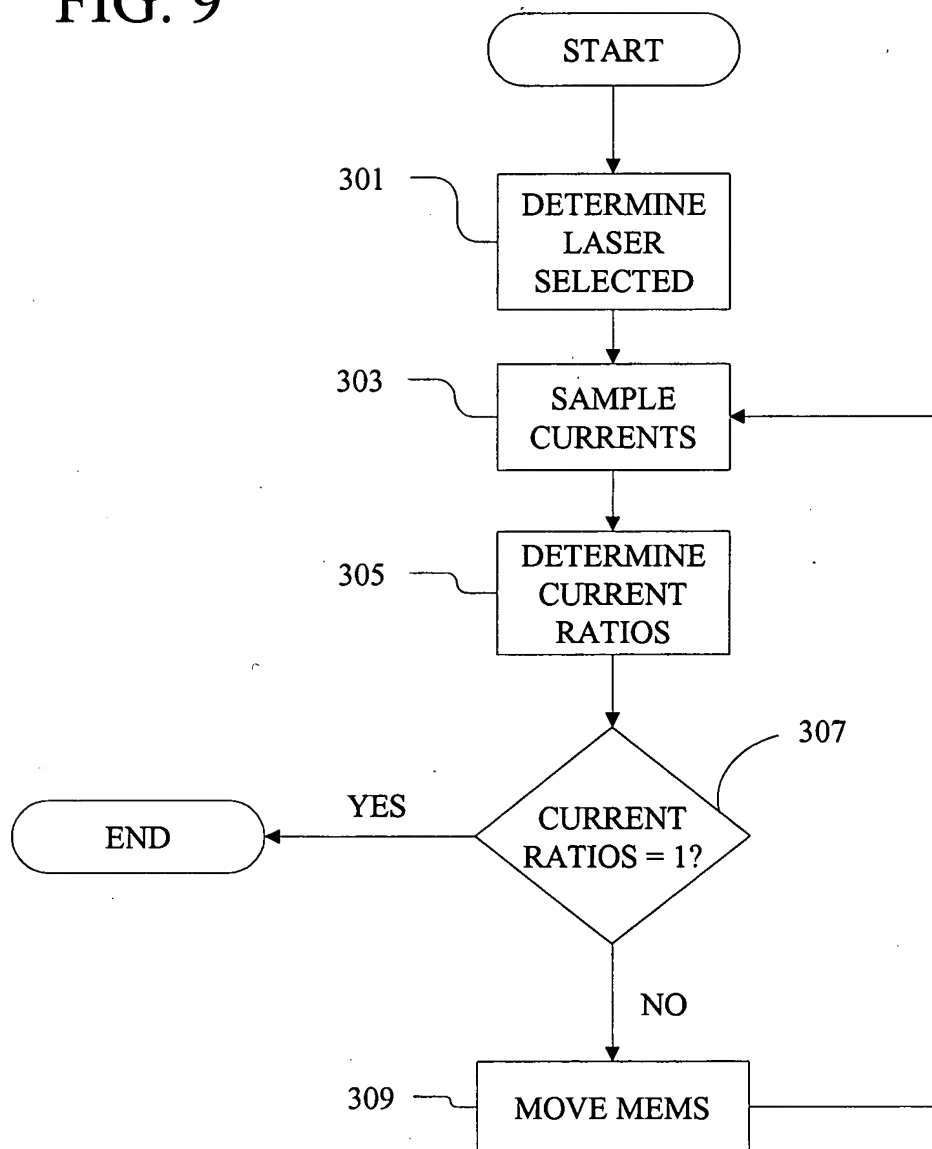 FIG. 9
START
301
DETERMINE
LASER
SELECTED
303
SAMPLE
CURRENTS
305
DETERMINE
CURRENT
RATIOS
307
CURRENT
RATIOS = 1?
YES
END
NO
309
MOVE MEMS